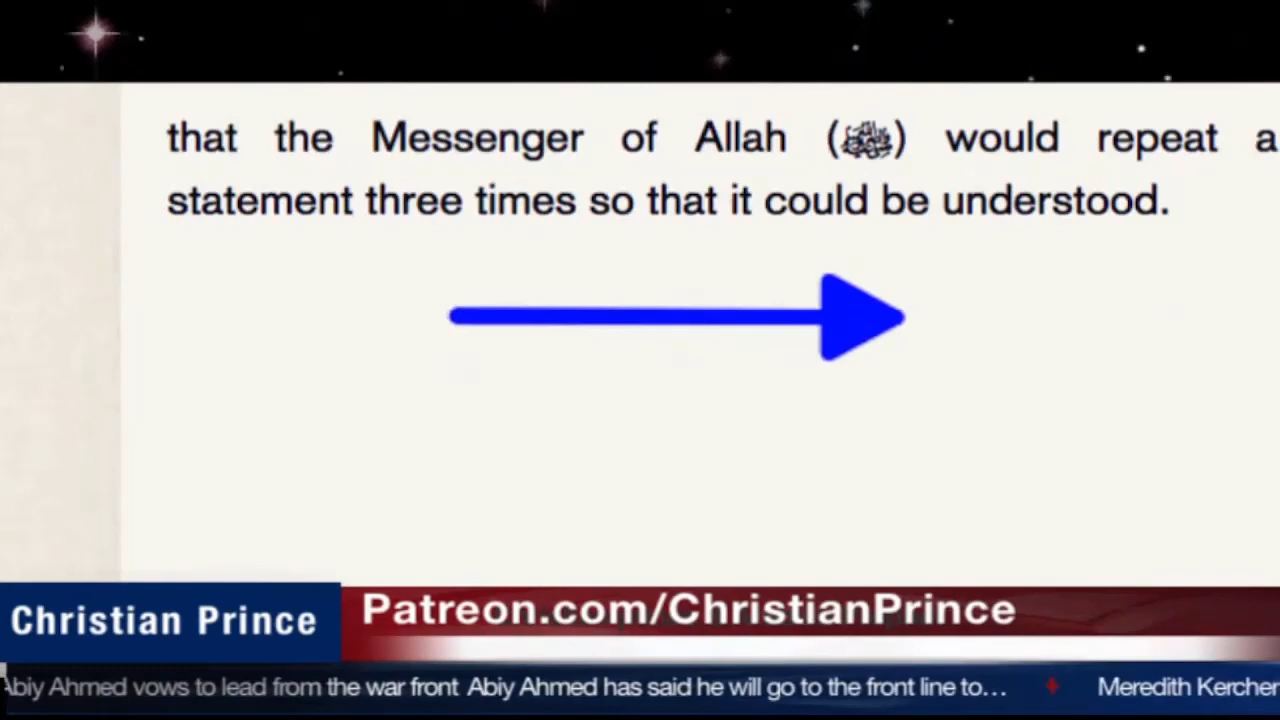 that the Messenger of Allah (ﷺ) would repeat a
statement three times so that it could be understood.
Christian Prince
Patreon.com/ChristianPrince
Abiy Ahmed vows to lead from the war front Abiy Ahmed has said he will go to the front line to… ♦ Meredith Kercher